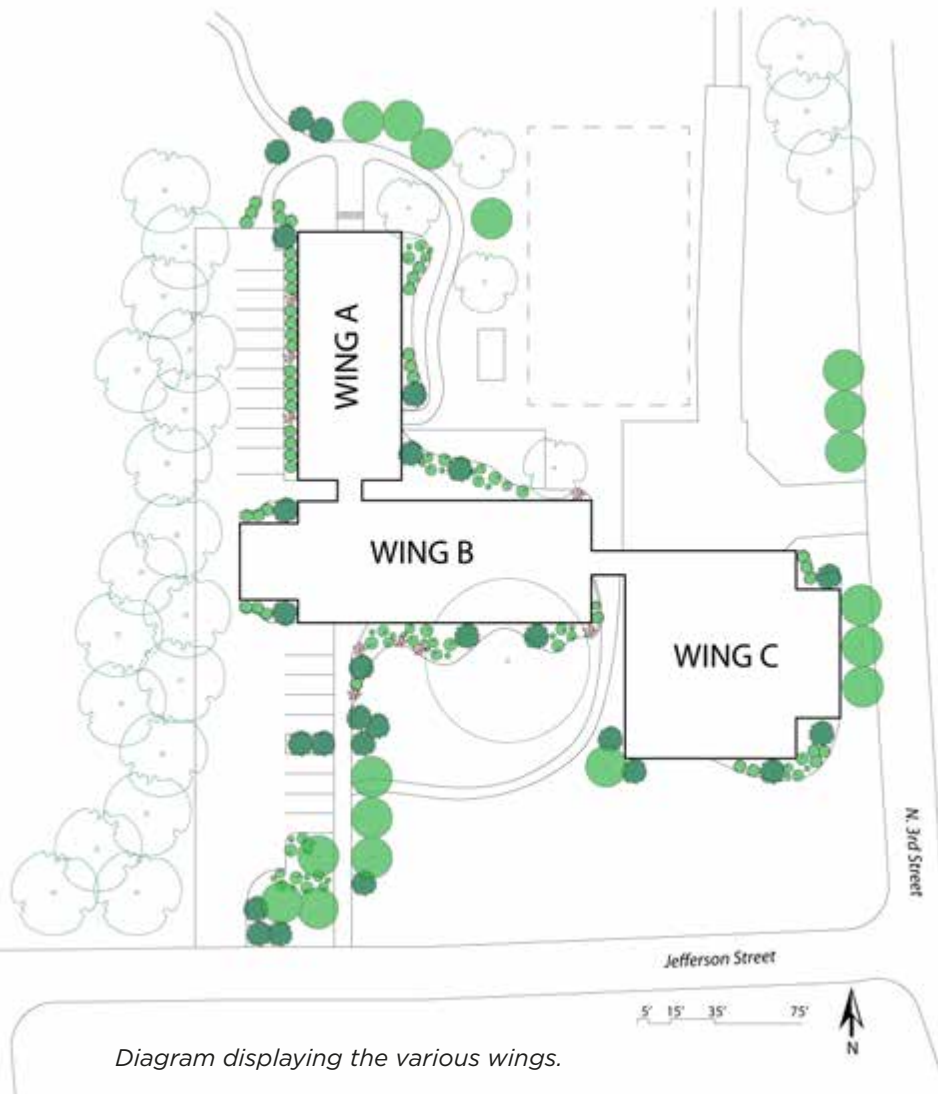 WING A
WING B
WING C
N. 3rd Street
Jefferson Street
5' 15' 35' 75'
N
Diagram displaying the various wings.